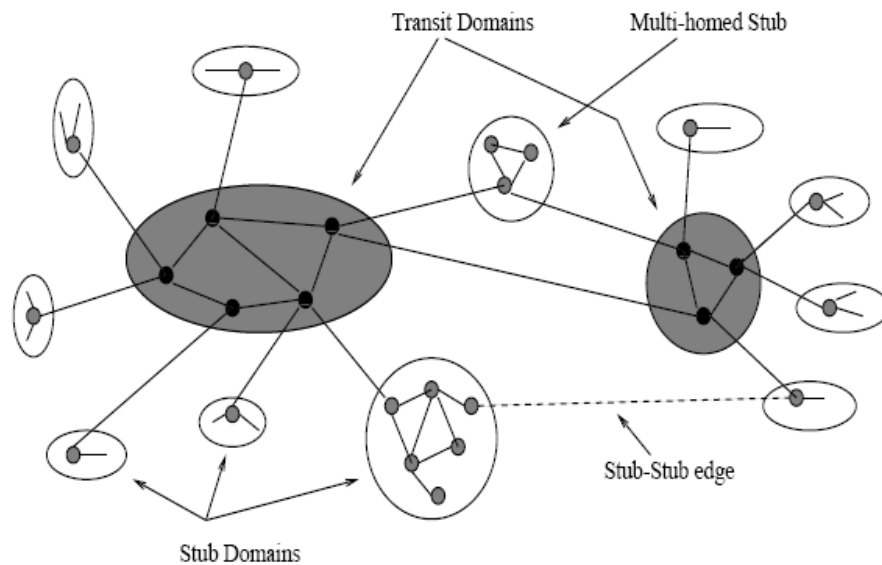 Transit Domains
Multi-homed Stub
Stub-Stub edge
Stub Domains